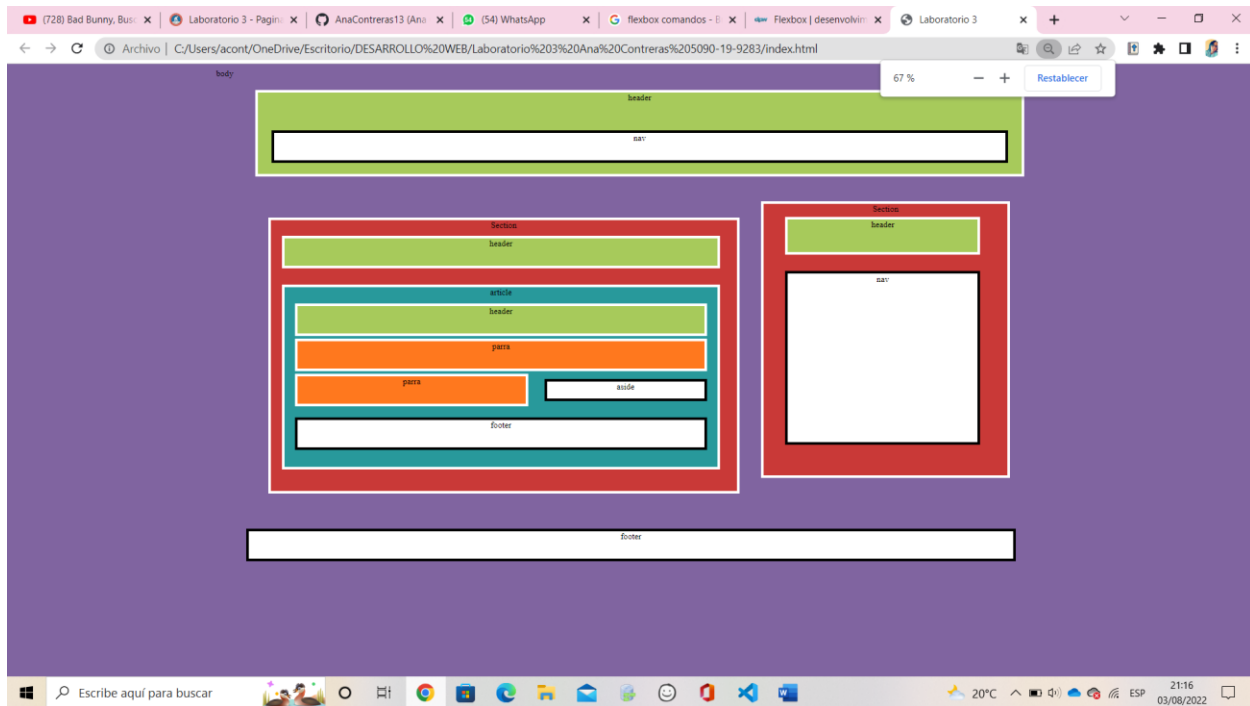 (728) Bad Bunny, Busc
Laboratorio 3 - Pagina
AnaContreras13 (Ana
(54) WhatsApp
flexbox comandos - B
Flexbox | desenvolvim
Laboratorio 3
Archivo | C:/Users/acont/OneDrive/Escritorio/DESARROLLO%20WEB/Laboratorio%203%20Ana%20Contreras%205090-19-9283/index.html
67 % − + Restablecer
body
header
nav
Section
header
article
header
parra
parra
aside
footer
Section
header
nav
footer
Escribe aquí para buscar
20°C
ESP
21:16
03/08/2022